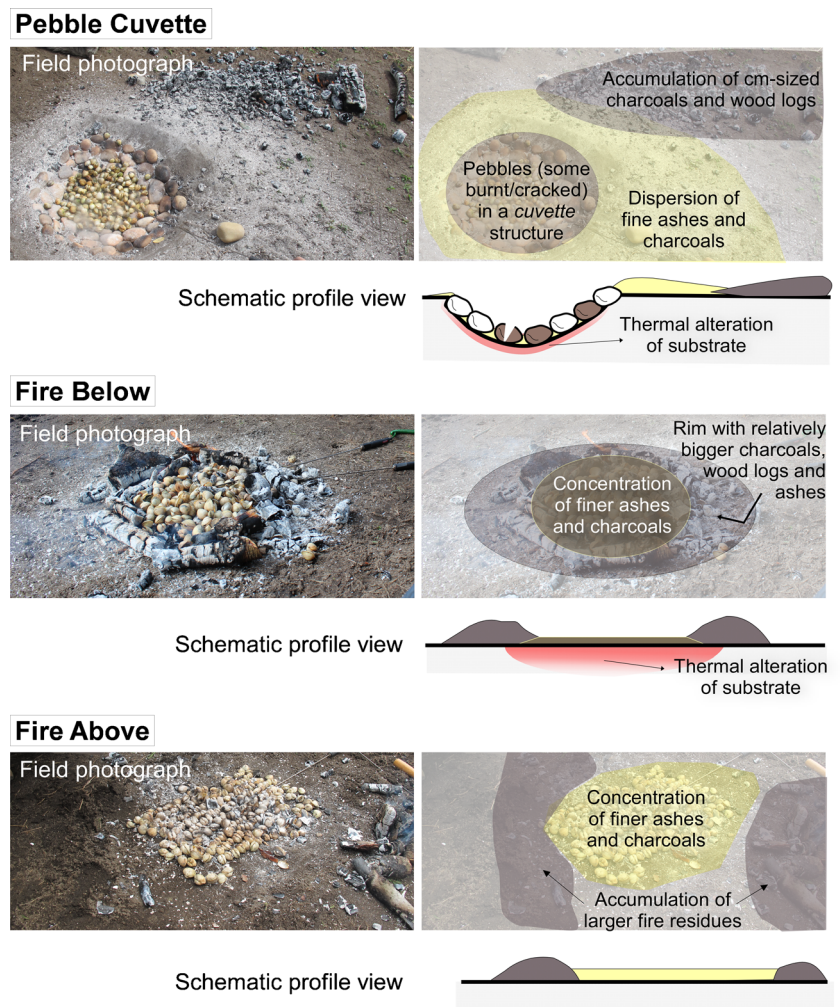 Pebble Cuvette
Field photograph
Accumulation of cm-sized
charcoals and wood logs
Pebbles (some
burnt/cracked)
in a cuvette
structure
Dispersion of
fine ashes and
charcoals
Schematic profile view
Thermal alteration
of substrate
Fire Below
Field photograph
Rim with relatively
bigger charcoals,
wood logs and
ashes
Concentration
of finer ashes
and charcoals
Schematic profile view
Thermal alteration
of substrate
Fire Above
Field photograph
Concentration
of finer ashes
and charcoals
Accumulation of
larger fire residues
Schematic profile view